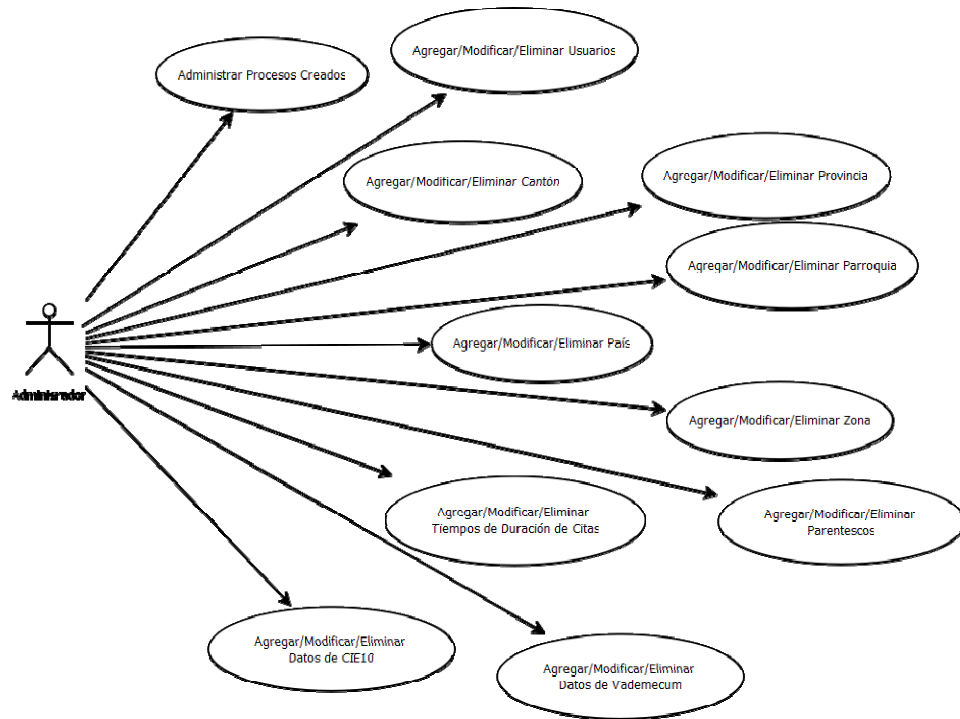 Agregar/Modificar/Eliminar Usuarios
Administrar Procesos Creados
Agregar/Modificar/Eliminar Cantón
Agregar/Modificar/Eliminar Provincia
Agregar/Modificar/Eliminar Parroquia
Agregar/Modificar/Eliminar País
Administrador
Agregar/Modificar/Eliminar Zona
Agregar/Modificar/Eliminar
Tiempos de Duración de Citas
Agregar/Modificar/Eliminar
Parentescos
Agregar/Modificar/Eliminar
Datos de CIE10
Agregar/Modificar/Eliminar
Datos de Vademecum